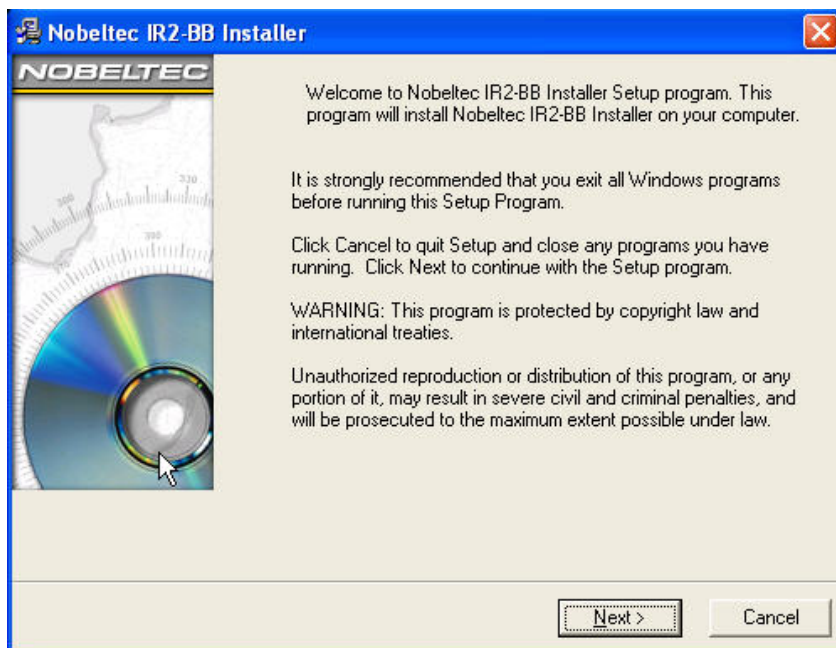 Nobeltec IR2-BB Installer
NOBELTEC
Welcome to Nobeltec IR2-BB Installer Setup program. This
program will install Nobeltec IR2-BB Installer on your computer.
It is strongly recommended that you exit all Windows programs
before running this Setup Program.
Click Cancel to quit Setup and close any programs you have
running. Click Next to continue with the Setup program.
WARNING: This program is protected by copyright law and
international treaties.
Unauthorized reproduction or distribution of this program, or any
portion of it, may result in severe civil and criminal penalties, and
will be prosecuted to the maximum extent possible under law.
330
300
Next >
Cancel